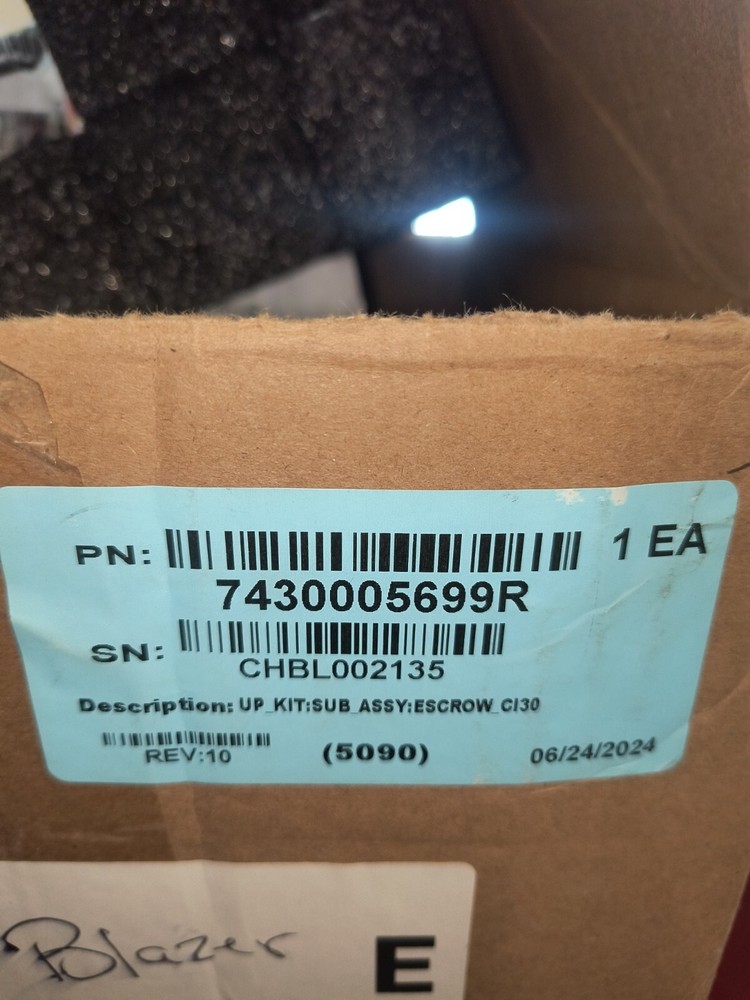 PN: 1 EA
7430005699R
SN:
CHBL002135
Description: UP_KIT:SUB_ASSY:ESCROW_CI30
REV:10 (5090) 06/24/2024
Blazer E